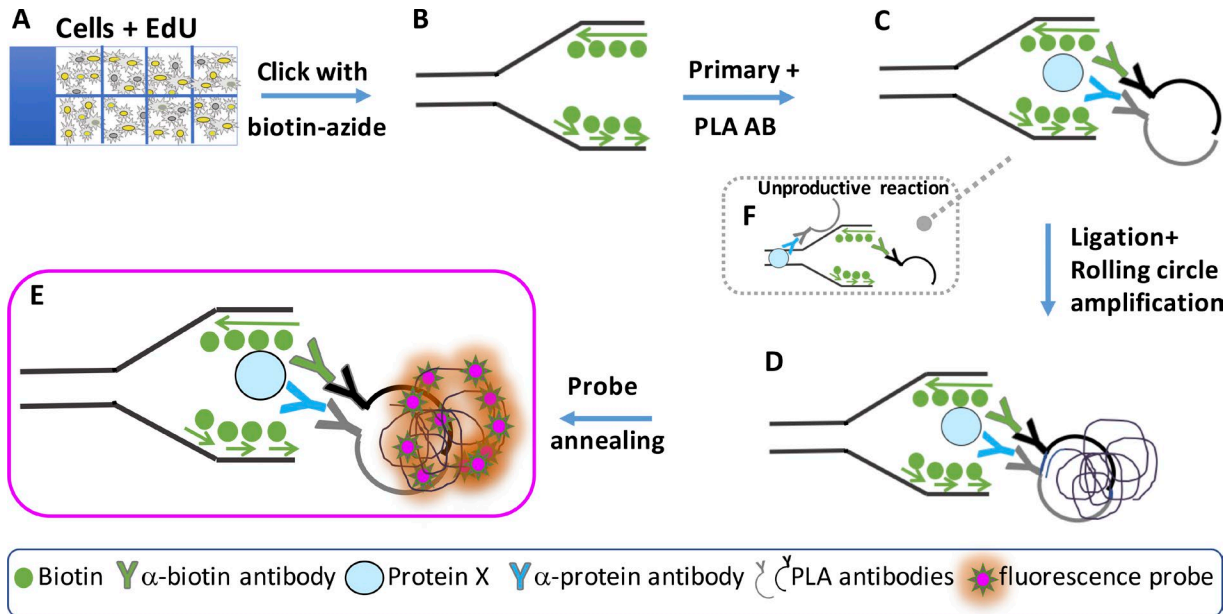 A
Cells + EdU
Click with
biotin-azide
B
Primary +
PLA AB
C
Unproductive reaction
F
Ligation+
Rolling circle
amplification
E
Probe
annealing
D
Biotin
α-biotin antibody
Protein X
α-protein antibody
PLA antibodies
fluorescence probe